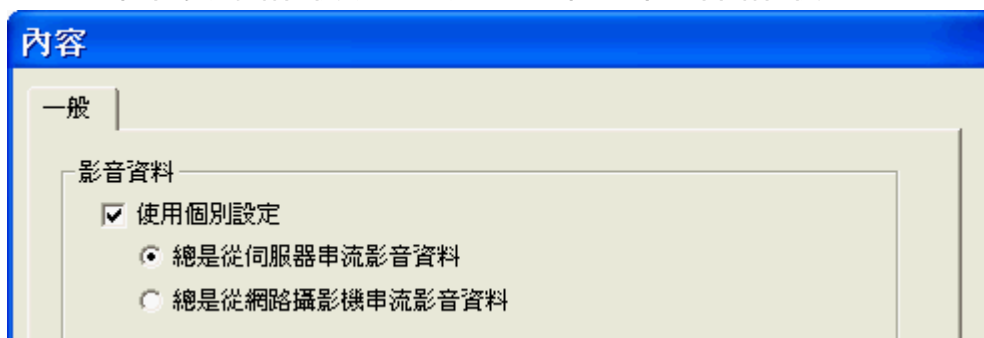 內容
一般
影音資料
使用個別設定
總是從伺服器串流影音資料
總是從網路攝影機串流影音資料